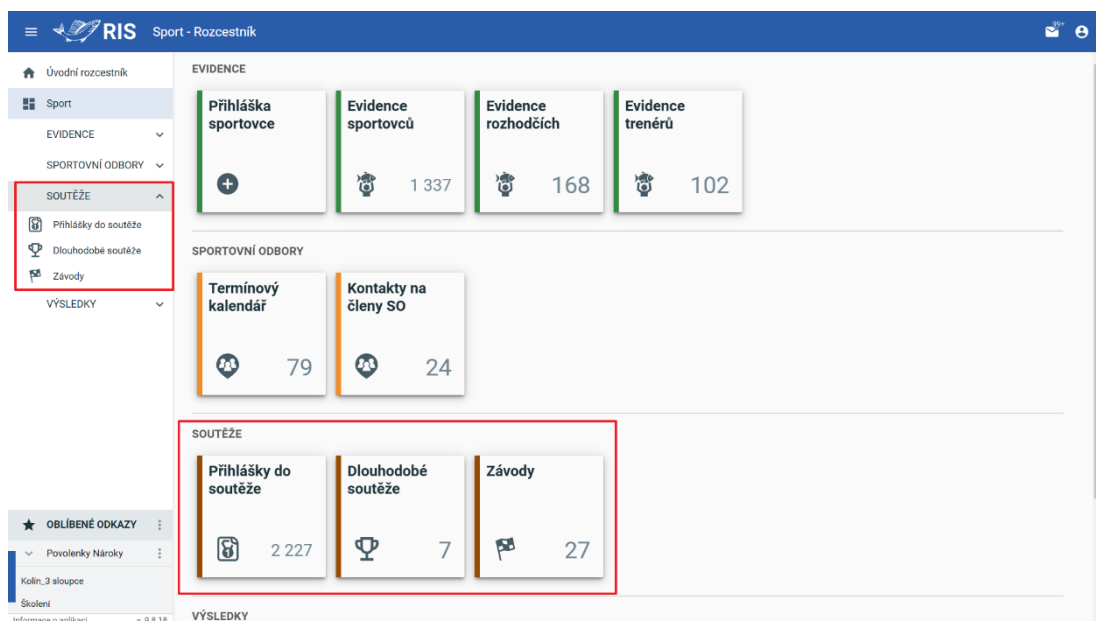 RIS Sport - Rozcestník 99+
Úvodní rozcestník
Sport
EVIDENCE
SPORTOVNÍ ODBORY
SOUTĚŽE
Přihlášky do soutěže
Dlouhodobé soutěže
Závody
VÝSLEDKY
OBLÍBENÉ ODKAZY
Povolenky Nároky
Kolín_3 sloupce
Školení
Informace o aplikaci v. 9.8.18
EVIDENCE
Přihláška
sportovce
Evidence
sportovců
1 337
Evidence
rozhodčích
168
Evidence
trenérů
102
SPORTOVNÍ ODBORY
Termínový
kalendář
79
Kontakty na
členy SO
24
SOUTĚŽE
Přihlášky do
soutěže
2 227
Dlouhodobé
soutěže
7
Závody
27
VÝSLEDKY